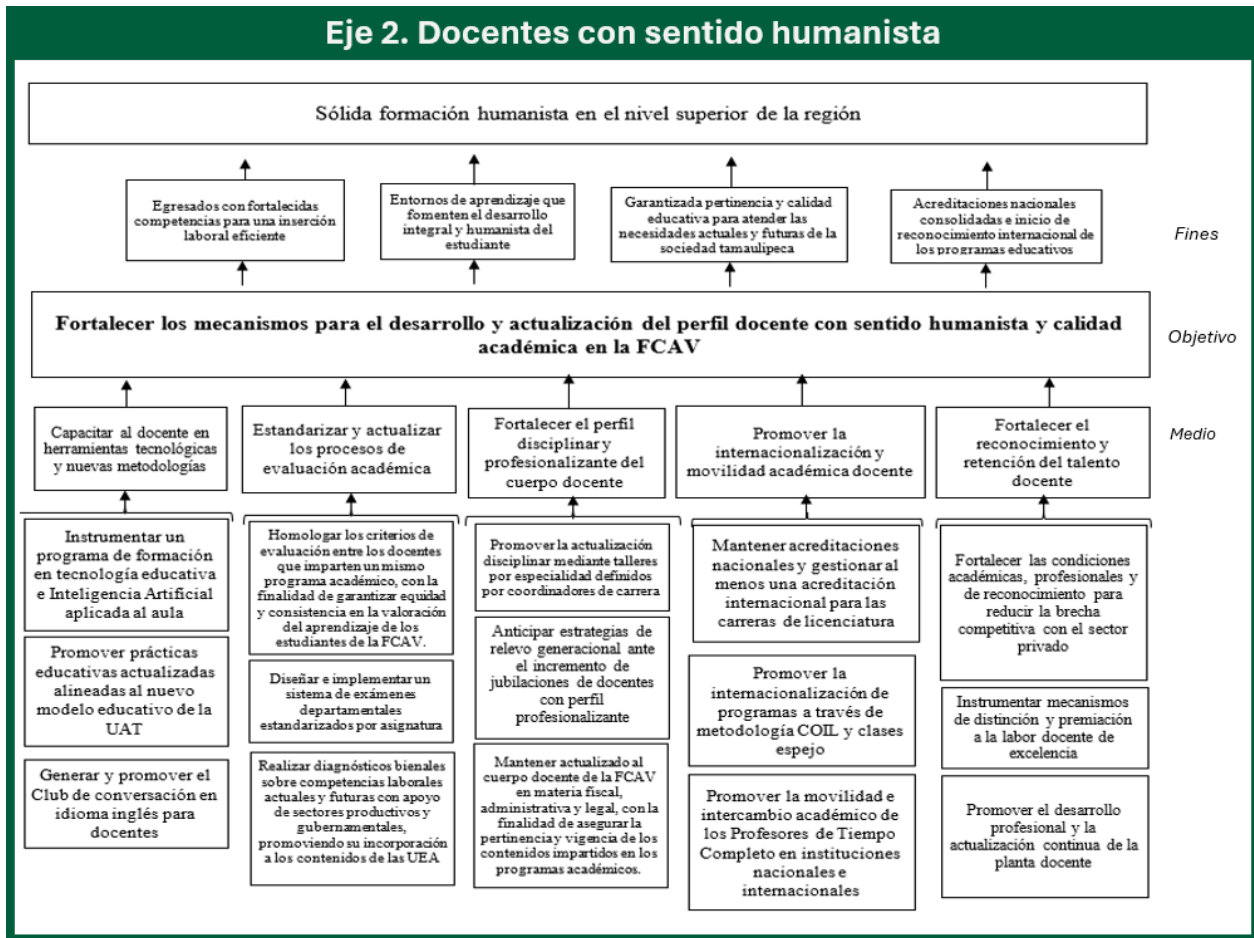 Eje 2. Docentes con sentido humanista
Sólida formación humanista en el nivel superior de la región
Egresados con fortalecidas
competencias para una inserción
laboral eficiente
Entornos de aprendizaje que
fomenten el desarrollo
integral y humanista del
estudiante
Garantizada pertinencia y calidad
educativa para atender las
necesidades actuales y futuras de la
sociedad tamaulipeca
Acreditaciones nacionales
consolidadas e inicio de
reconocimiento internacional de
los programas educativos
Fines
Fortalecer los mecanismos para el desarrollo y actualización del perfil docente con sentido humanista y calidad
académica en la FCAV
Objetivo
Capacitar al docente en
herramientas tecnológicas
y nuevas metodologías
Estandarizar y actualizar
los procesos de
evaluación académica
Fortalecer el perfil
disciplinar y
profesionalizante del
cuerpo docente
Promover la
internacionalización y
movilidad académica docente
Fortalecer el
reconocimiento y
retención del talento
docente
Medio
Instrumentar un
programa de formación
en tecnología educativa
e Inteligencia Artificial
aplicada al aula
Promover prácticas
educativas actualizadas
alineadas al nuevo
modelo educativo de la
UAT
Generar y promover el
Club de conversación en
idioma inglés para
docentes
Homologar los criterios de
evaluación entre los docentes
que imparten un mismo
programa académico, con la
finalidad de garantizar equidad
y consistencia en la valoración
del aprendizaje de los
estudiantes de la FCAV.
Diseñar e implementar un
sistema de exámenes
departamentales
estandarizados por asignatura
Realizar diagnósticos bienales
sobre competencias laborales
actuales y futuras con apoyo
de sectores productivos y
gubernamentales,
promoviendo su incorporación
a los contenidos de las UEA
Promover la actualización
disciplinar mediante talleres
por especialidad definidos
por coordinadores de carrera
Anticipar estrategias de
relevo generacional ante
el incremento de
jubilaciones de docentes
con perfil
profesionalizante
Mantener actualizado al
cuerpo docente de la FCAV
en materia fiscal,
administrativa y legal, con la
finalidad de asegurar la
pertinencia y vigencia de los
contenidos impartidos en los
programas académicos.
Mantener acreditaciones
nacionales y gestionar al
menos una acreditación
internacional para las
carreras de licenciatura
Promover la
internacionalización de
programas a través de
metodología COIL y clases
espejo
Promover la movilidad e
intercambio académico de
los Profesores de Tiempo
Completo en instituciones
nacionales e
internacionales
Fortalecer las condiciones
académicas, profesionales y
de reconocimiento para
reducir la brecha
competitiva con el sector
privado
Instrumentar mecanismos
de distinción y premiación
a la labor docente de
excelencia
Promover el desarrollo
profesional y la
actualización continua de la
planta docente